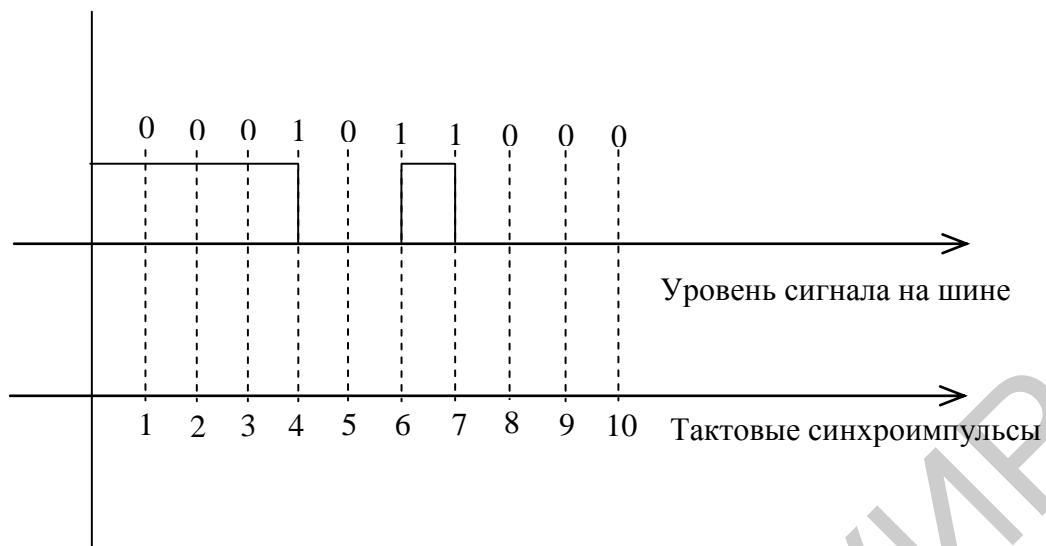 0 0 0 1 0 1 1 0 0 0
Уровень сигнала на шине
1 2 3 4 5 6 7 8 9 10
Тактовые синхроимпульсы
УИР